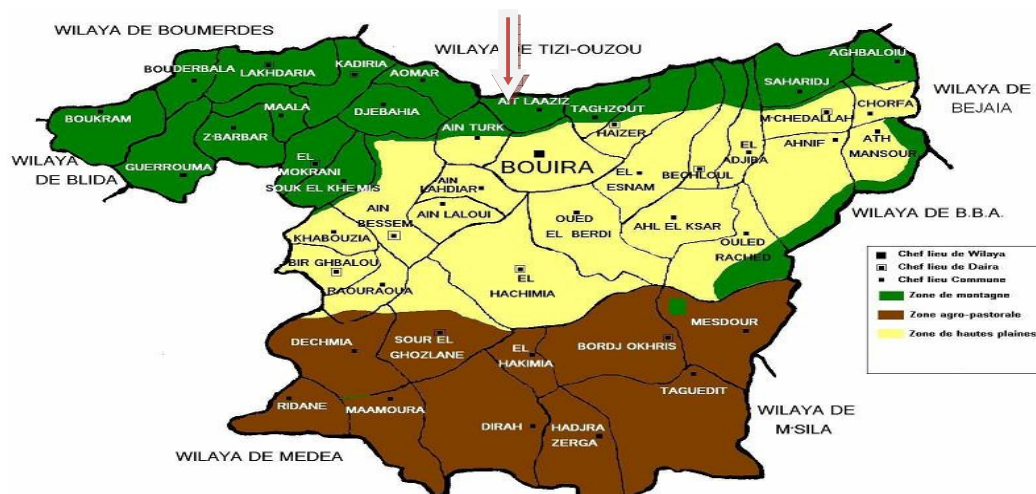 WILAYA DE BOUMERDES
WILAYA DE TIZI-OUZOU
AGHBALOIU
BOUDERBALA
LAKHDARIA
KADIRIA
AOMAR
SAHARIDJ
WILAYA DE
BEJAIA
BOUKRAM
MAALA
DJEBAHIA
AIT LAAZIZ
TAGHZOUT
M'CHEDALAH
CHORFA
Z'BARBAR
AIN TURK
HAIZER
AHNIF
ATH
MANSOUR
WILAYA
DE BLIDA
GUERROUMA
EL
MOKRANI
SOUK EL KHEMIS
BOUIRA
EL
ADJIBA
BECHLOUL
AIN
LAHDJAR
EL
ESNAM
AIN
BESSEM
AIN LALOUI
OUED
EL BERDI
AHL EL KSAR
WILAYA DE B.B.A.
KHABOUZIA
OULED
RACHED
BIR GHBALOU
RAOURAOUA
EL
HACHIMIA
Chef lieu de Wilaya
Chef lieu de Daira
Chef lieu Commune
Zone de montagne
Zone agro-pastorale
Zone de hautes plaines
DECHMIA
SOUR EL
GHOZLANE
EL
HAKIMIA
BORDJ OKHRIS
MESDOUR
TAGUEDIT
RIDANE
MAAMOURA
DIRAH
HADJRA
ZERGA
WILAYA DE
M'SILA
WILAYA DE MEDEA